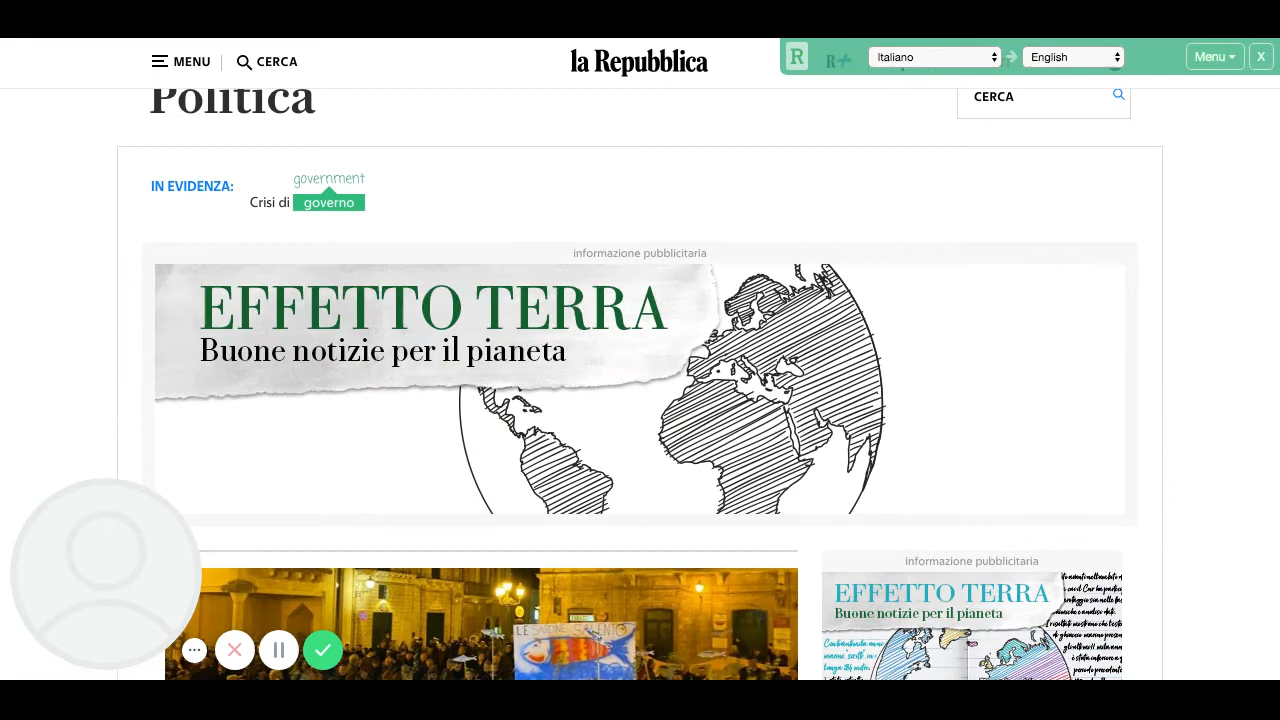 MENU
CERCA
la Repubblica
R
R+
Italiano
English
Menu
X
Politica
CERCA
IN EVIDENZA:
government
Crisi di governo
informazione pubblicitaria
EFFETTO TERRA
Buone notizie per il pianeta
informazione pubblicitaria
EFFETTO TERRA
Buone notizie per il pianeta